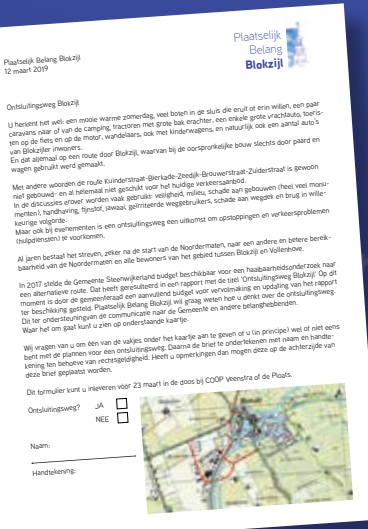 Plaatselijk
Belang
Blokzijl
Plaatselijk Belang Blokzijl
12 maart 2019
Ontsluitingsweg Blokzijl
U herkent het wel: een mooie warme zomerdag, veel boten in de sluis die eruit of erin willen, een paar
caravans naar of van de camping, tractoren met grote bak erachter, een enkele grote vrachtauto, toeris-
ten op de fiets en op de motor, wandelaars, ook met kinderwagens, en natuurlijk ook een aantal auto's
van Blokzijler inwoners.
En dat allemaal op een route door Blokzijl, waarvan bij de oorspronkelijke bouw slechts door paard en
wagen gebruikt werd gemaakt.
Met andere woorden de route Kuinderstraat-Bierkade-Zeedijk-Brouwerstraat-Zuiderstraat is gewoon
niet gebouwd- en al helemaal niet geschikt voor het huidige verkeersaanbod.
In de discussies erover worden vaak gebruikt: veiligheid, milieu, schade aan gebouwen (heel veel monu-
menten), handhaving, fijnstof, lawaai, geïrriteerde weggebruikers, schade aan wegdek en brug in wille-
keurige volgorde.
Maar ook bij evenementen is een ontsluitingsweg een uitkomst om opstoppingen en verkeersproblemen
(hulpdiensten) te voorkomen.
Al jaren bestaat het streven, zeker na de start van de Noordermaten, naar een andere en betere bereik-
baarheid van de Noordermaten en alle bewoners van het gebied tussen Blokzijl en Vollenhove.
In 2017 stelde de Gemeente Steenwijkerland budget beschikbaar voor een haalbaarheidsonderzoek naar
een alternatieve route. Dat heeft geresulteerd in een rapport met de titel 'Ontsluitingsweg Blokzijl' Op dit
moment is door de gemeenteraad een aanvullend budget voor vervolmaking en updating van het rapport
ter beschikking gesteld. Plaatselijk Belang Blokzijl wil graag weten hoe u denkt over de ontsluitingsweg.
Dit ter ondersteuning van de communicatie naar de Gemeente en andere belanghebbenden.
Waar het om gaat kunt u zien op onderstaande kaartje.
Wij vragen van u om één van de vakjes onder het kaartje aan te geven of u (in principe) wel of niet eens
bent met de plannen voor een ontsluitingsweg. Daarna de brief te ondertekenen met naam en handte-
kening ten behoeve van rechtsgeldigheid. Heeft u opmerkingen dan mogen deze op de achterzijde van
deze brief geplaatst worden.
Dit formulier kunt u inleveren vóór 23 maart in de doos bij COOP Veenstra of de Ploats.
Ontsluitingsweg? JA
NEE
Naam:
Handtekening: